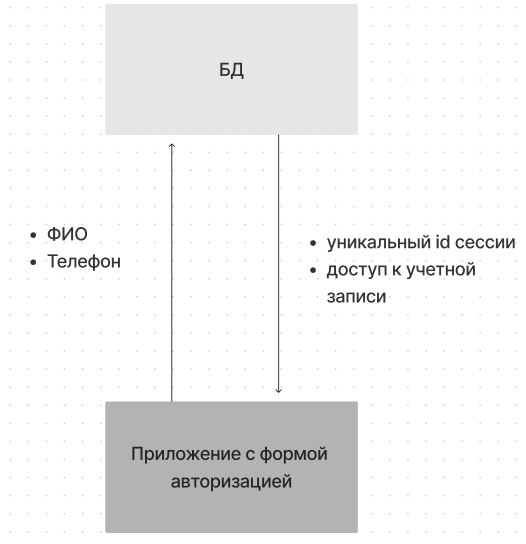 БД
• ФИО
• Телефон
• уникальный id сессии
• доступ к учетной
записи
Приложение с формой
авторизацией